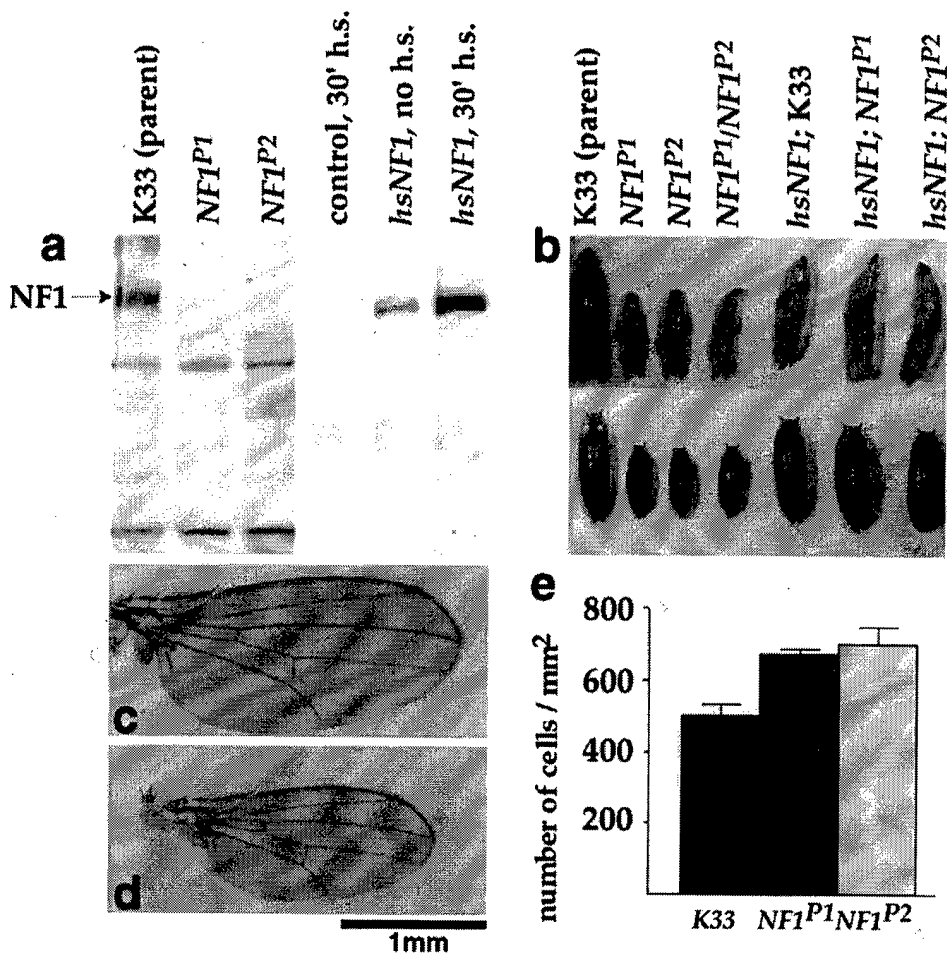 a
K33 (parent)
NF1P1
NF1P2
control, 30' h.s.
hsNF1, no h.s.
hsNF1, 30' h.s.
NF1
b
K33 (parent)
NF1P1
NF1P2
NF1P1/NF1P2
hsNF1; K33
hsNF1; NF1P1
hsNF1; NF1P2
c
d
1mm
e
number of cells / mm2
800
600
400
200
K33 NF1P1 NF1P2